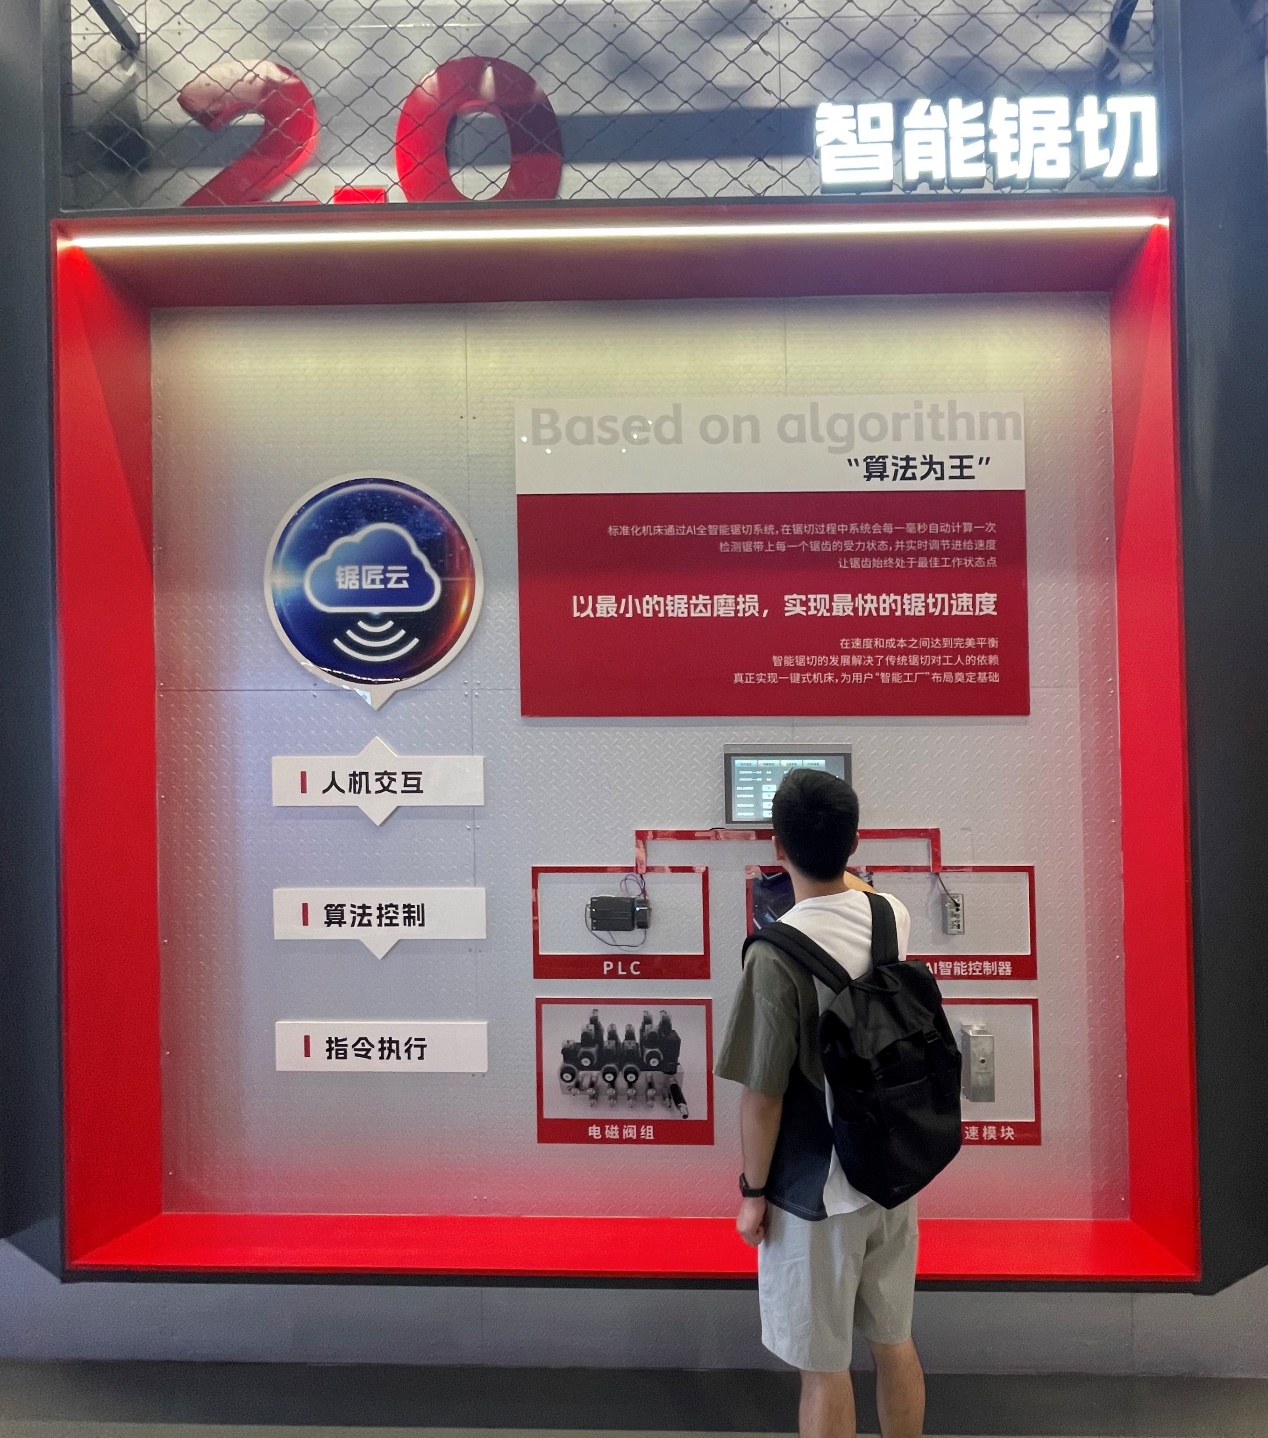 2.0
智能锯切
Based on algorithm
“算法为王”
标准化机床通过AI全智能锯切系统,在锯切过程中系统会每一毫秒自动计算一次
检测锯带上每一个锯齿的受力状态,并实时调节进给速度
让锯齿始终处于最佳工作状态点
以最小的锯齿磨损，实现最快的锯切速度
在速度和成本之间达到完美平衡
智能锯切的发展解决了传统锯切对工人的依赖
真正实现一键式机床,为用户“智能工厂”布局奠定基础
锯匠云
人机交互
算法控制
指令执行
PLC
AI智能控制器
电磁阀组
速模块